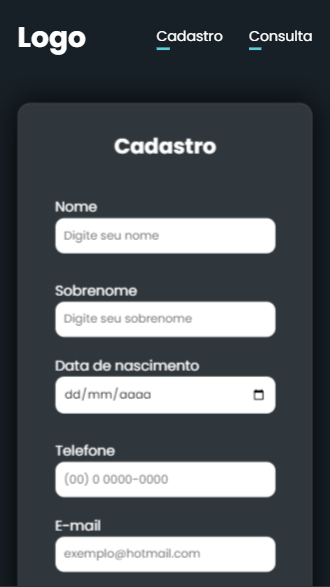 Logo Cadastro Consulta
Cadastro
Nome
Digite seu nome
Sobrenome
Digite seu sobrenome
Data de nascimento
dd/mm/aaaa
Telefone
(00) 0 0000-0000
E-mail
exemplo@hotmail.com